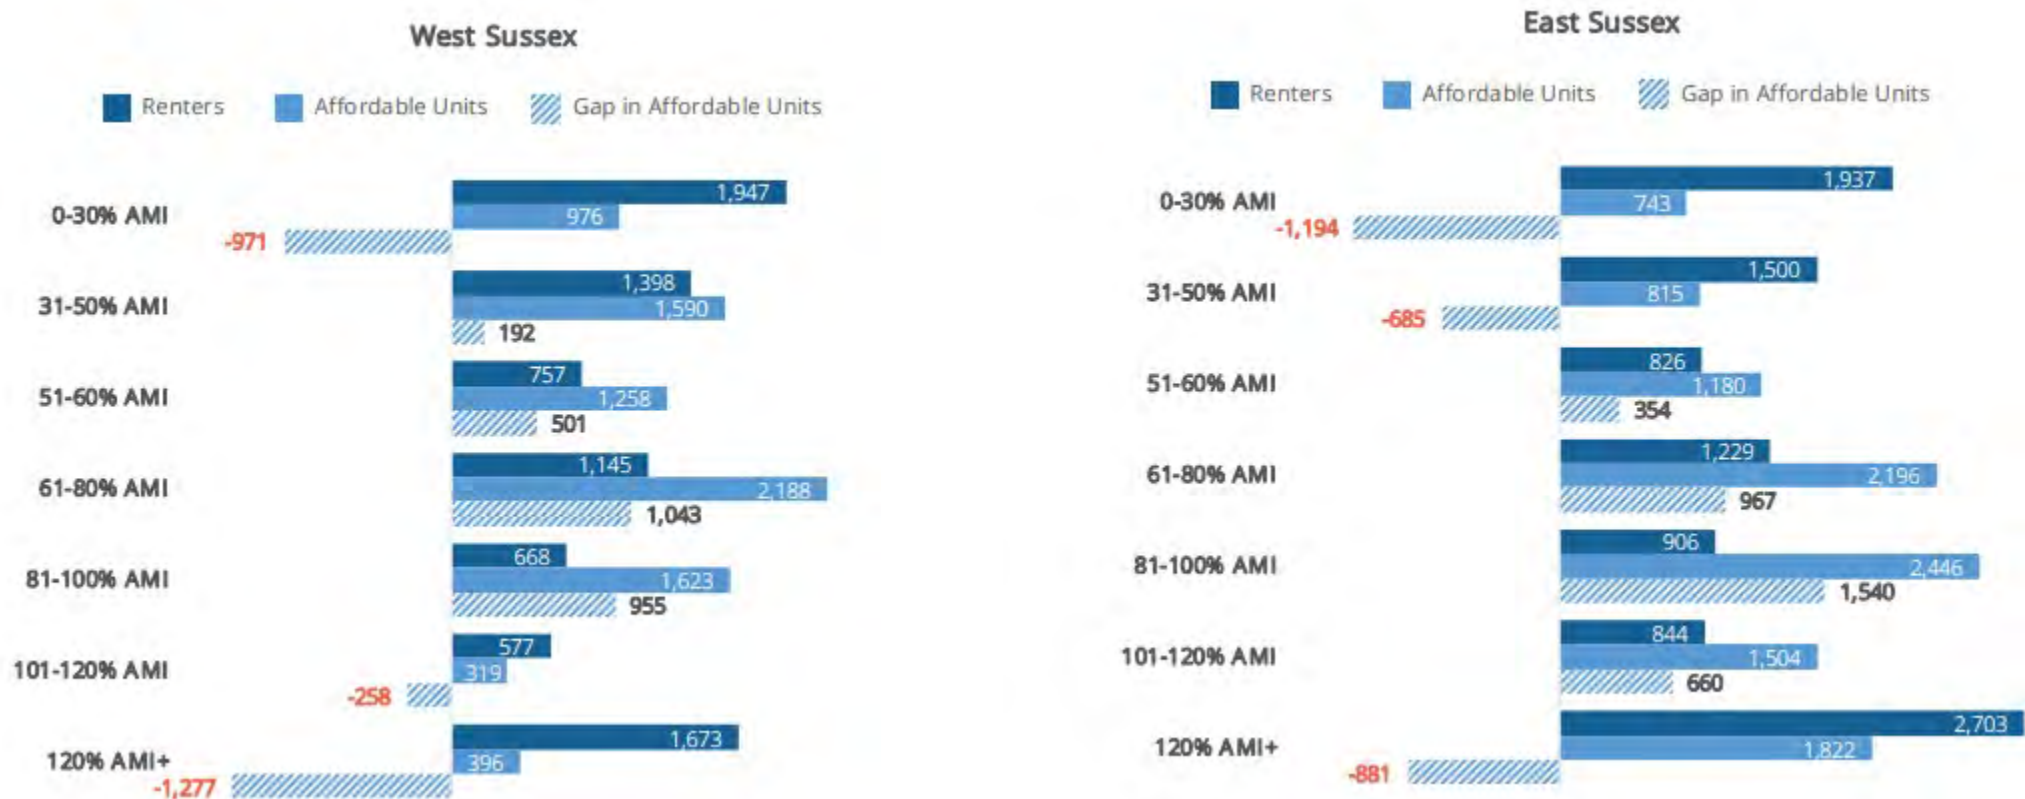 West Sussex
Renters
Affordable Units
Gap in Affordable Units
0-30% AMI
1,947
976
-971
31-50% AMI
1,398
1,590
192
51-60% AMI
757
1,258
501
61-80% AMI
1,145
2,188
1,043
81-100% AMI
668
1,623
955
101-120% AMI
577
319
-258
120% AMI+
1,673
396
-1,277
East Sussex
Renters
Affordable Units
Gap in Affordable Units
0-30% AMI
1,937
743
-1,194
31-50% AMI
1,500
815
-685
51-60% AMI
826
1,180
354
61-80% AMI
1,229
2,196
967
81-100% AMI
906
2,446
1,540
101-120% AMI
844
1,504
660
120% AMI+
2,703
1,822
-881